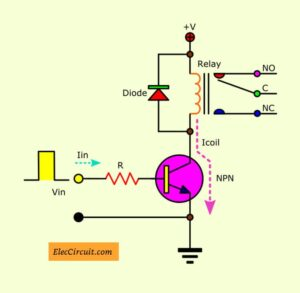 +V
Relay
NO
C
NC
Diode
Icoil
Iin
R
Vin
NPN
ElecCircuit.com